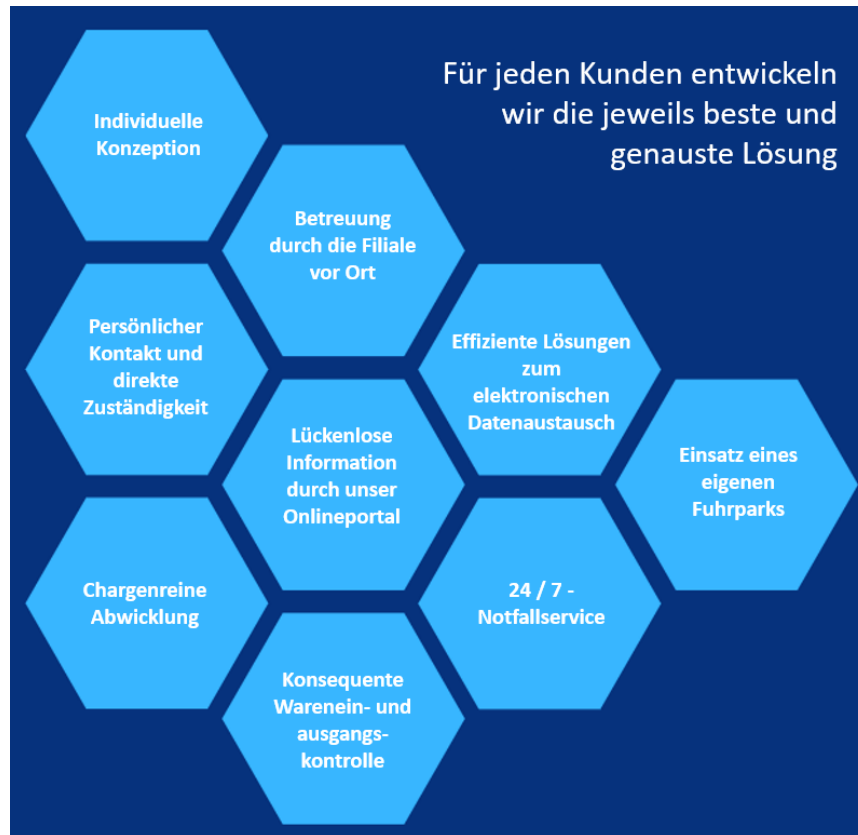 Für jeden Kunden entwickeln
wir die jeweils beste und
genauste Lösung
Individuelle
Konzeption
Betreuung
durch die Filiale
vor Ort
Persönlicher
Kontakt und
direkte
Zuständigkeit
Effiziente Lösungen
zum
elektronischen
Datenaustausch
Lückenlose
Information
durch unser
Onlineportal
Einsatz eines
eigenen
Fuhrparks
Chargenreine
Abwicklung
24 / 7 -
Notfallservice
Konsequente
Warenein- und
ausgangs-
kontrolle